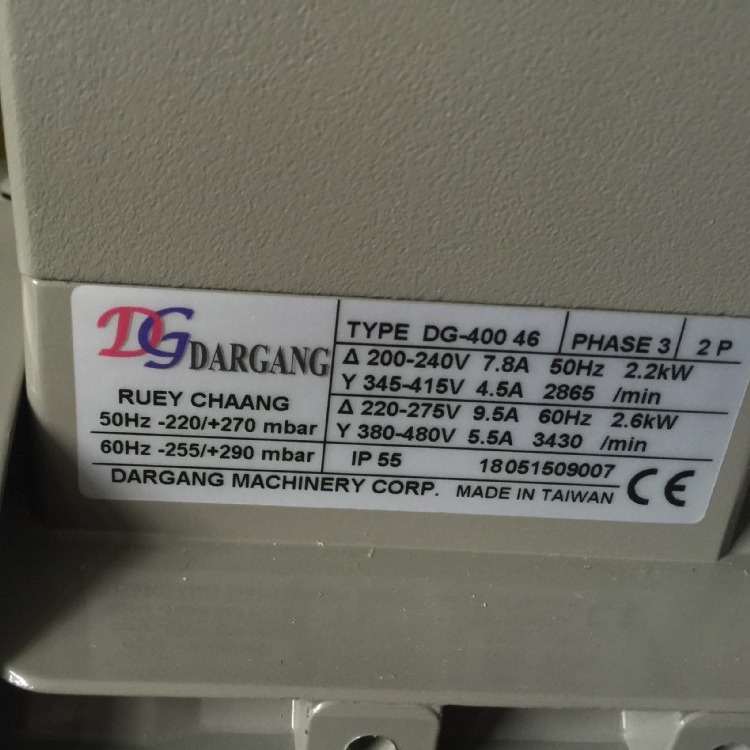 DG DARGANG
RUEY CHAANG
50Hz -220/+270 mbar
60Hz -255/+290 mbar
TYPE DG-400 46 PHASE 3 2 P
Δ 200-240V 7.8A 50Hz 2.2kW
Y 345-415V 4.5A 2865 /min
Δ 220-275V 9.5A 60Hz 2.6kW
Y 380-480V 5.5A 3430 /min
IP 55 18051509007
DARGANG MACHINERY CORP. MADE IN TAIWAN CE